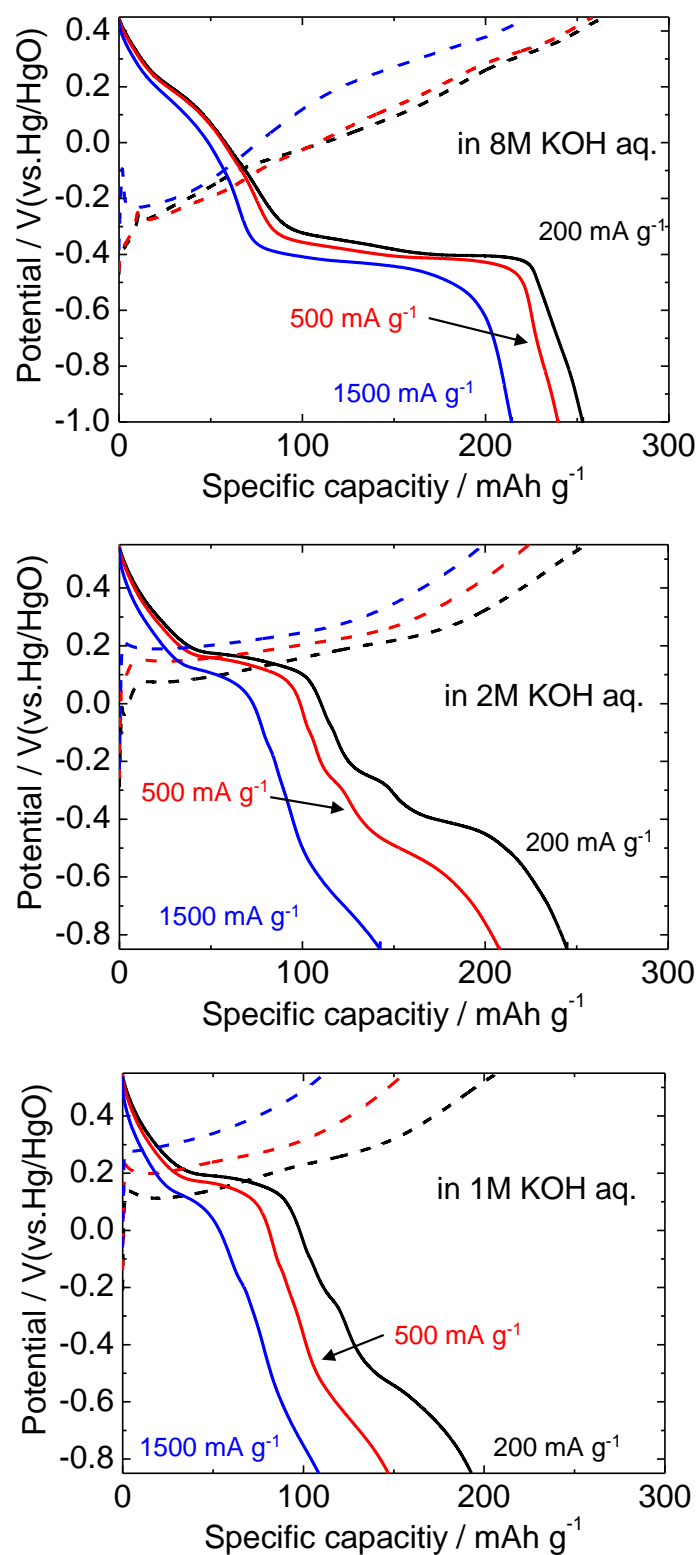 0.4
0.2
0.0
-0.2
-0.4
-0.6
-0.8
-1.0
Potential / V(vs.Hg/HgO)
in 8M KOH aq.
200 mA g-1
500 mA g-1
1500 mA g-1
0 100 200 300
Specific capacitiy / mAh g-1
0.4
0.2
0.0
-0.2
-0.4
-0.6
-0.8
Potential / V(vs.Hg/HgO)
in 2M KOH aq.
500 mA g-1
200 mA g-1
1500 mA g-1
0 100 200 300
Specific capacitiy / mAh g-1
0.4
0.2
0.0
-0.2
-0.4
-0.6
-0.8
Potential / V(vs.Hg/HgO)
in 1M KOH aq.
500 mA g-1
1500 mA g-1
200 mA g-1
0 100 200 300
Specific capacitiy / mAh g-1